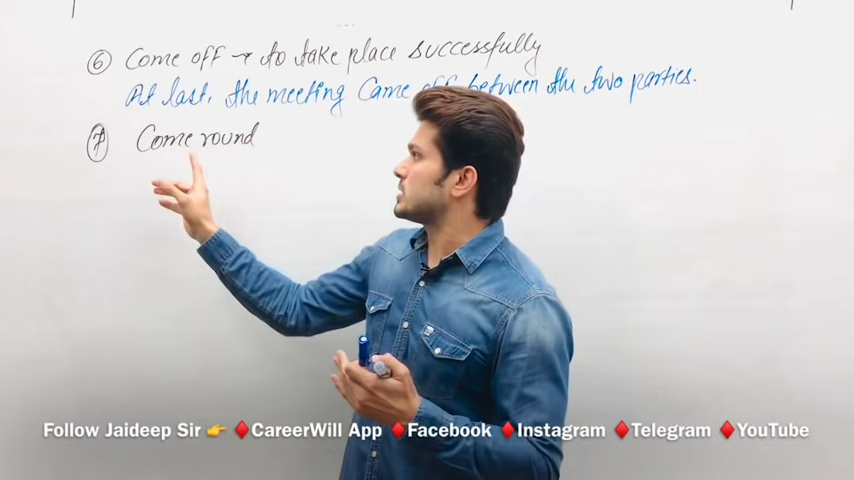 6 Come off → to take place successfully
At last, the meeting Came off between the two parties.
7 Come round
Follow Jaideep Sir 👉 ♦CareerWill App ♦Facebook ♦Instagram ♦Telegram ♦YouTube